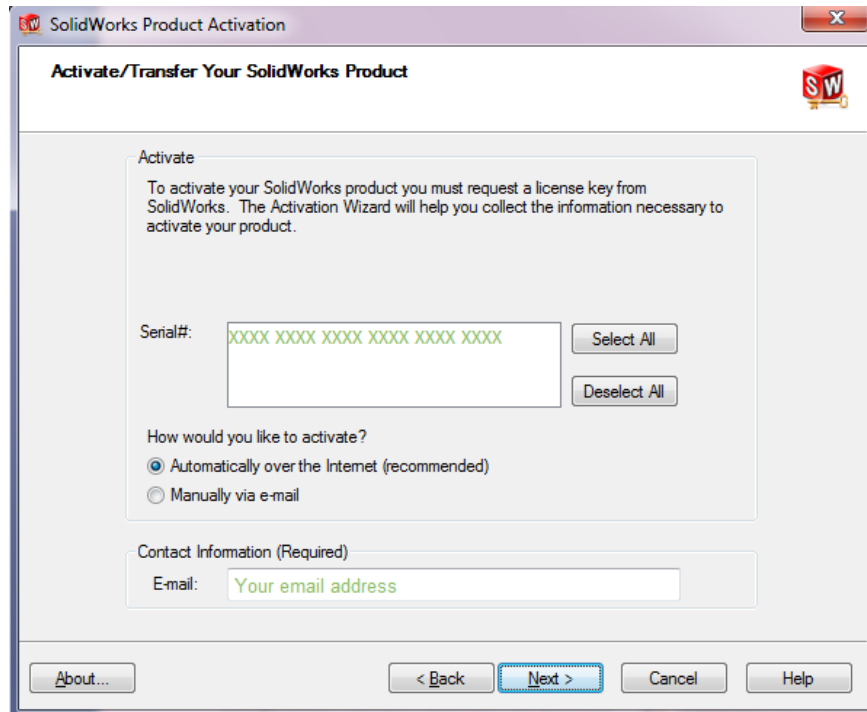 SolidWorks Product Activation
Activate/Transfer Your SolidWorks Product
SW
Activate
To activate your SolidWorks product you must request a license key from
SolidWorks. The Activation Wizard will help you collect the information necessary to
activate your product.
Serial#:
XXXX XXXX XXXX XXXX XXXX XXXX
Select All
Deselect All
How would you like to activate?
Automatically over the Internet (recommended)
Manually via e-mail
Contact Information (Required)
E-mail:
Your email address
About...
< Back
Next >
Cancel
Help